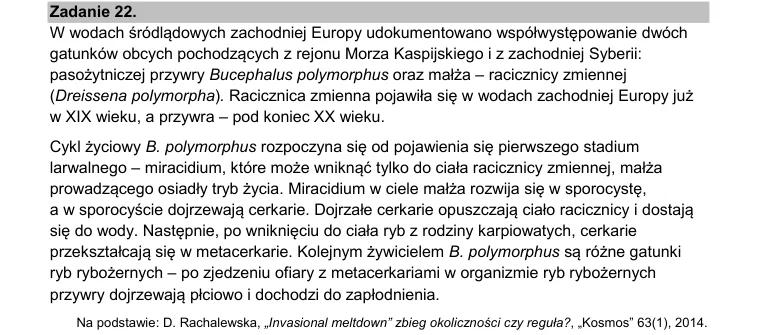 Zadanie 22.
W wodach śródlądowych zachodniej Europy udokumentowano współwystępowanie dwóch
gatunków obcych pochodzących z rejonu Morza Kaspijskiego i z zachodniej Syberii:
pasożytniczej przywry Bucephalus polymorphus oraz małża – racicznicy zmiennej
(Dreissena polymorpha). Racicznica zmienna pojawiła się w wodach zachodniej Europy już
w XIX wieku, a przywra – pod koniec XX wieku.
Cykl życiowy B. polymorphus rozpoczyna się od pojawienia się pierwszego stadium
larwalnego – miracidium, które może wniknąć tylko do ciała racicznicy zmiennej, małża
prowadzącego osiadły tryb życia. Miracidium w ciele małża rozwija się w sporocystę,
a w sporocyście dojrzewają cerkarie. Dojrzałe cerkarie opuszczają ciało racicznicy i dostają
się do wody. Następnie, po wniknięciu do ciała ryb z rodziny karpiowatych, cerkarie
przekształcają się w metacerkarie. Kolejnym żywicielem B. polymorphus są różne gatunki
ryb rybożernych – po zjedzeniu ofiary z metacerkariami w organizmie ryb rybożernych
przywry dojrzewają płciowo i dochodzi do zapłodnienia.
Na podstawie: D. Rachalewska, „Invasional meltdown” zbieg okoliczności czy reguła?, „Kosmos” 63(1), 2014.